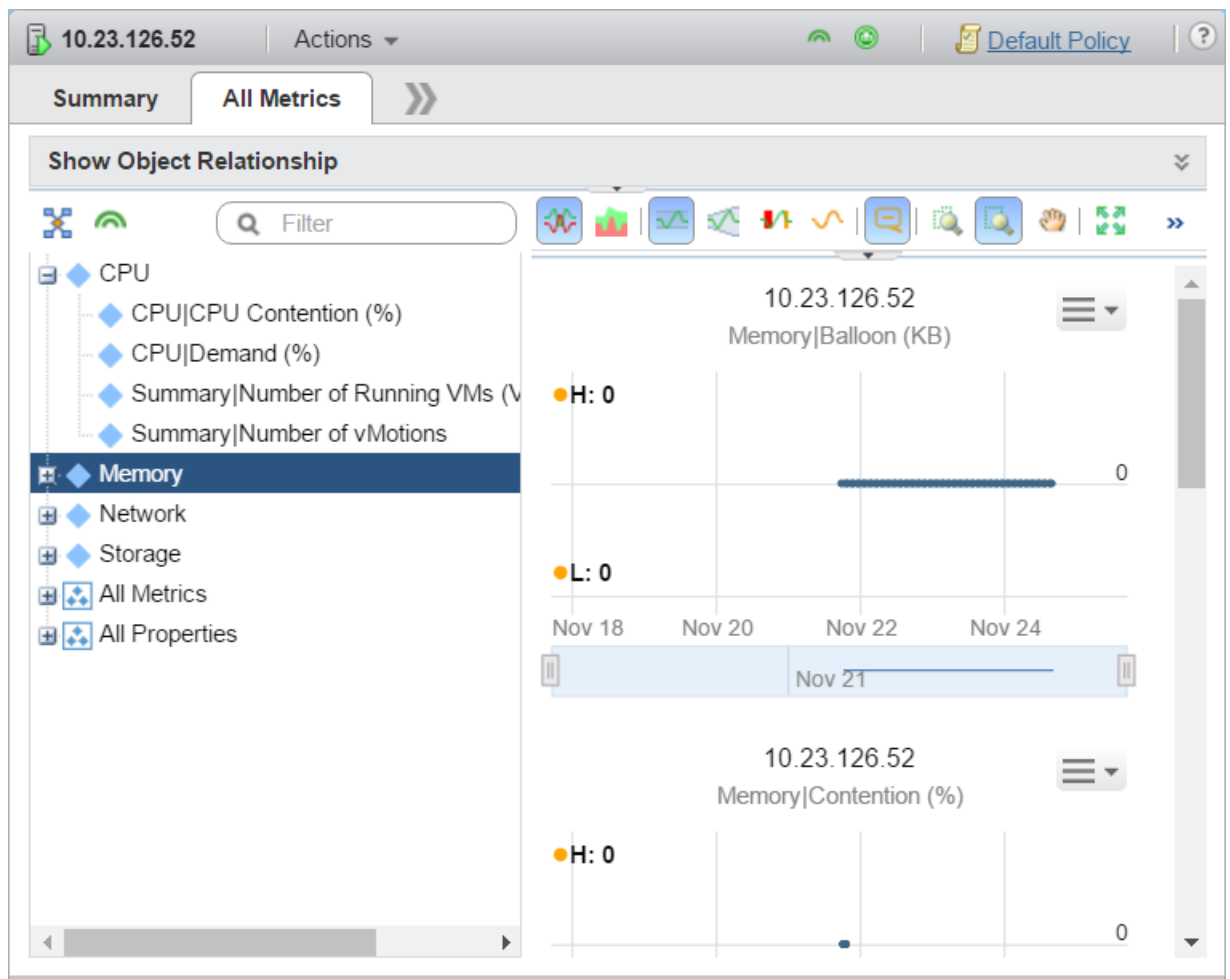 10.23.126.52
Actions
Default Policy
?
Summary
All Metrics
Show Object Relationship
Filter
CPU
CPU|CPU Contention (%)
CPU|Demand (%)
Summary|Number of Running VMs (V
Summary|Number of vMotions
Memory
Network
Storage
All Metrics
All Properties
10.23.126.52
Memory|Balloon (KB)
H: 0
0
L: 0
Nov 18 Nov 20 Nov 22 Nov 24
Nov 21
10.23.126.52
Memory|Contention (%)
H: 0
0